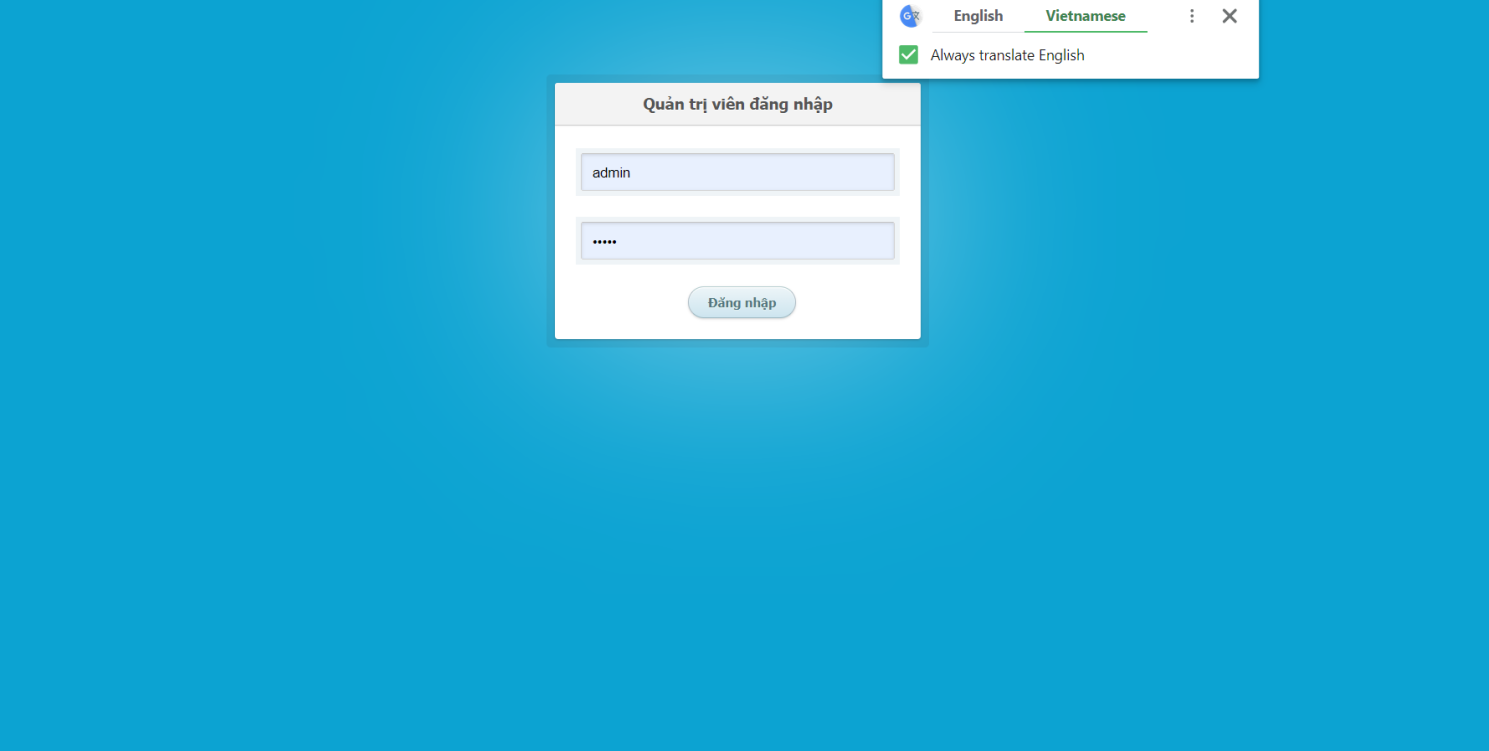 English
Vietnamese
Always translate English
Quản trị viên đăng nhập
admin
•••••
Đăng nhập